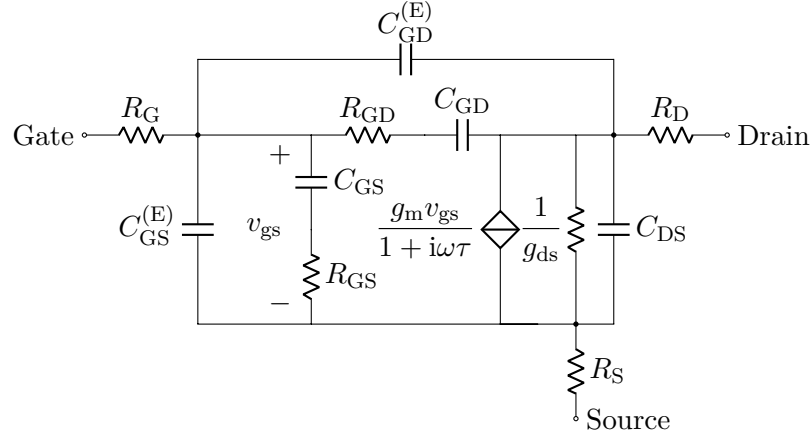 C_GD^(E)
R_G
R_GD
C_GD
R_D
Gate
Drain
+
C_GS
C_GS^(E)
v_gs
g_m v_gs / 1 + iωτ
1 / g_ds
C_DS
R_GS
−
R_S
Source